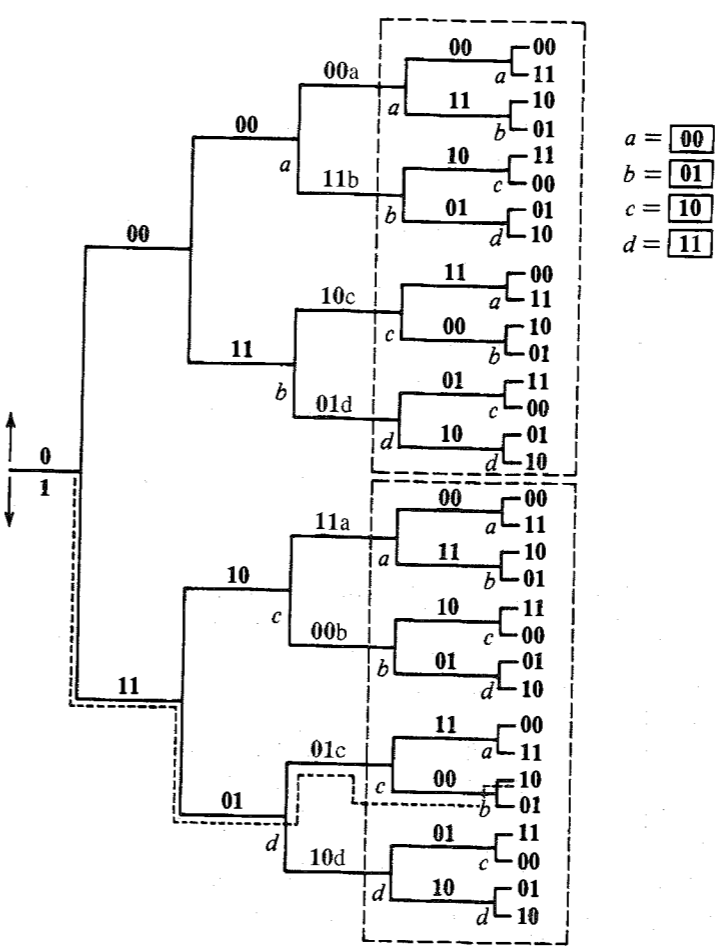 00 00
00a a 11
00 a 11 10
b 01
a 10 11
11b c 00
b 01 01
00 d 10
11 00
10c a 11
c 00 10
11 b 01
b 01 11
01d c 00
d 10 01
d 10
a = 00
b = 01
c = 10
d = 11
0
1
00 00
11a a 11
a 11 10
10 b 01
c 10 11
00b c 00
b 01 01
11 d 10
11 00
01c a 11
c 00 10
01 b 01
d 01 11
10d c 00
d 10 01
d 10